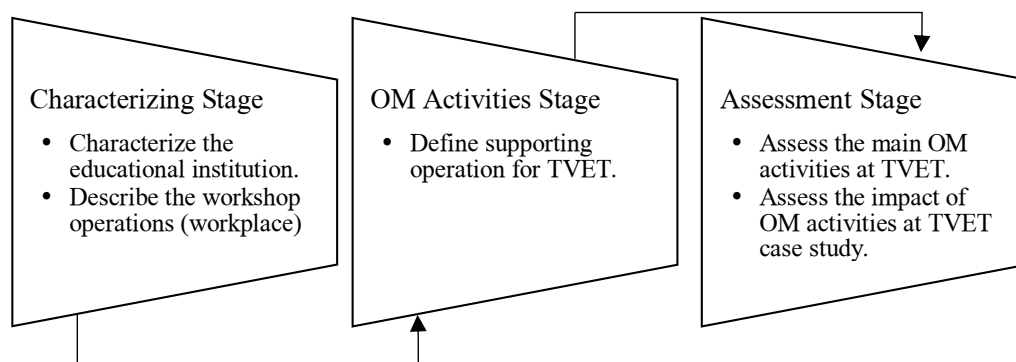 Characterizing Stage
• Characterize the
educational institution.
• Describe the workshop
operations (workplace)
OM Activities Stage
• Define supporting
operation for TVET.
Assessment Stage
• Assess the main OM
activities at TVET.
• Assess the impact of
OM activities at TVET
case study.